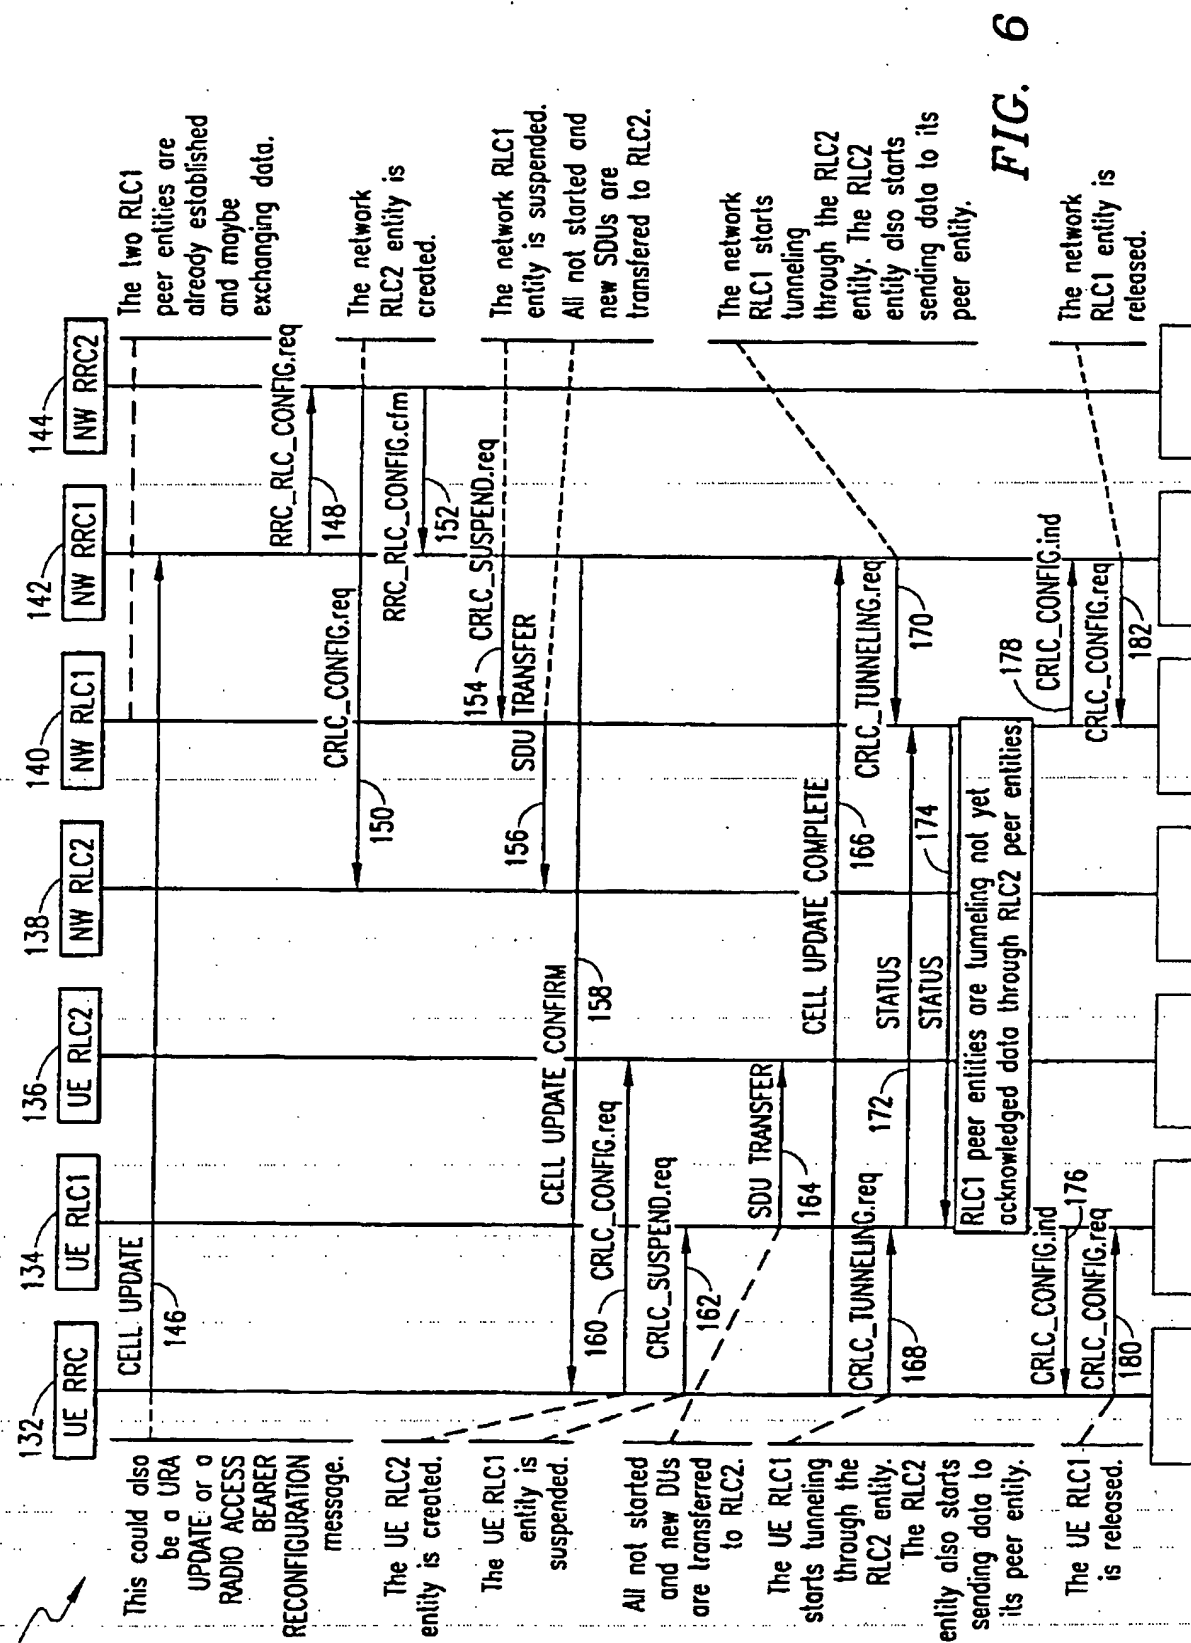 132
UE RRC
134
UE RLC1
136
UE RLC2
138
NW RLC2
140
NW RLC1
142
NW RRC1
144
NW RRC2
This could also
be a URA
UPDATE or a
RADIO ACCESS
BEARER
RECONFIGURATION
message.
CELL UPDATE
146
The two RLC1
peer entities are
already established
and maybe
exchanging data.
RRC_RLC_CONFIG.req
148
CRLC_CONFIG.req
150
The network
RLC2 entity is
created.
RRC_RLC_CONFIG.cfm
152
154
CRLC_SUSPEND.req
The network RLC1
entity is suspended.
All not started and
new SDUs are
transfered to RLC2.
SDU TRANSFER
156
CELL UPDATE CONFIRM
158
The UE RLC2
entity is created.
160
CRLC_CONFIG.req
The UE RLC1
entity is
suspended.
CRLC_SUSPEND.req
162
All not started
and new DUs
are transferred
to RLC2.
SDU TRANSFER
164
CELL UPDATE COMPLETE
166
The UE RLC1
starts tunneling
through the
RLC2 entity.
The RLC2
entity also starts
sending data to
its peer entity.
CRLC_TUNNELING.req
168
CRLC_TUNNELING.req
170
The network
RLC1 starts
tunneling
through the RLC2
entity. The RLC2
entity also starts
sending data to its
peer entity.
STATUS
172
STATUS
174
RLC1 peer entities are tunneling not yet
acknowledged data through RLC2 peer entities.
CRLC_CONFIG.ind
176
178
CRLC_CONFIG.ind
The UE RLC1
is released.
CRLC_CONFIG.req
180
CRLC_CONFIG.req
182
The network
RLC1 entity is
released.
FIG. 6